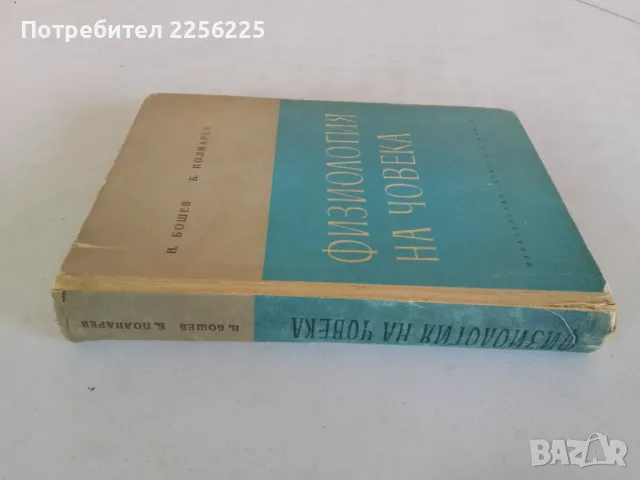 Потребител 2256225
Н. БОШЕВ Б. ПОЛНАРЕВ
ФИЗИОЛОГИЯ
НА ЧОВЕКА
Н. БОШЕВ Б. ПОЛНАРЕВ
ФИЗИОЛОГИЯ НА ЧОВЕКА
BAZAR